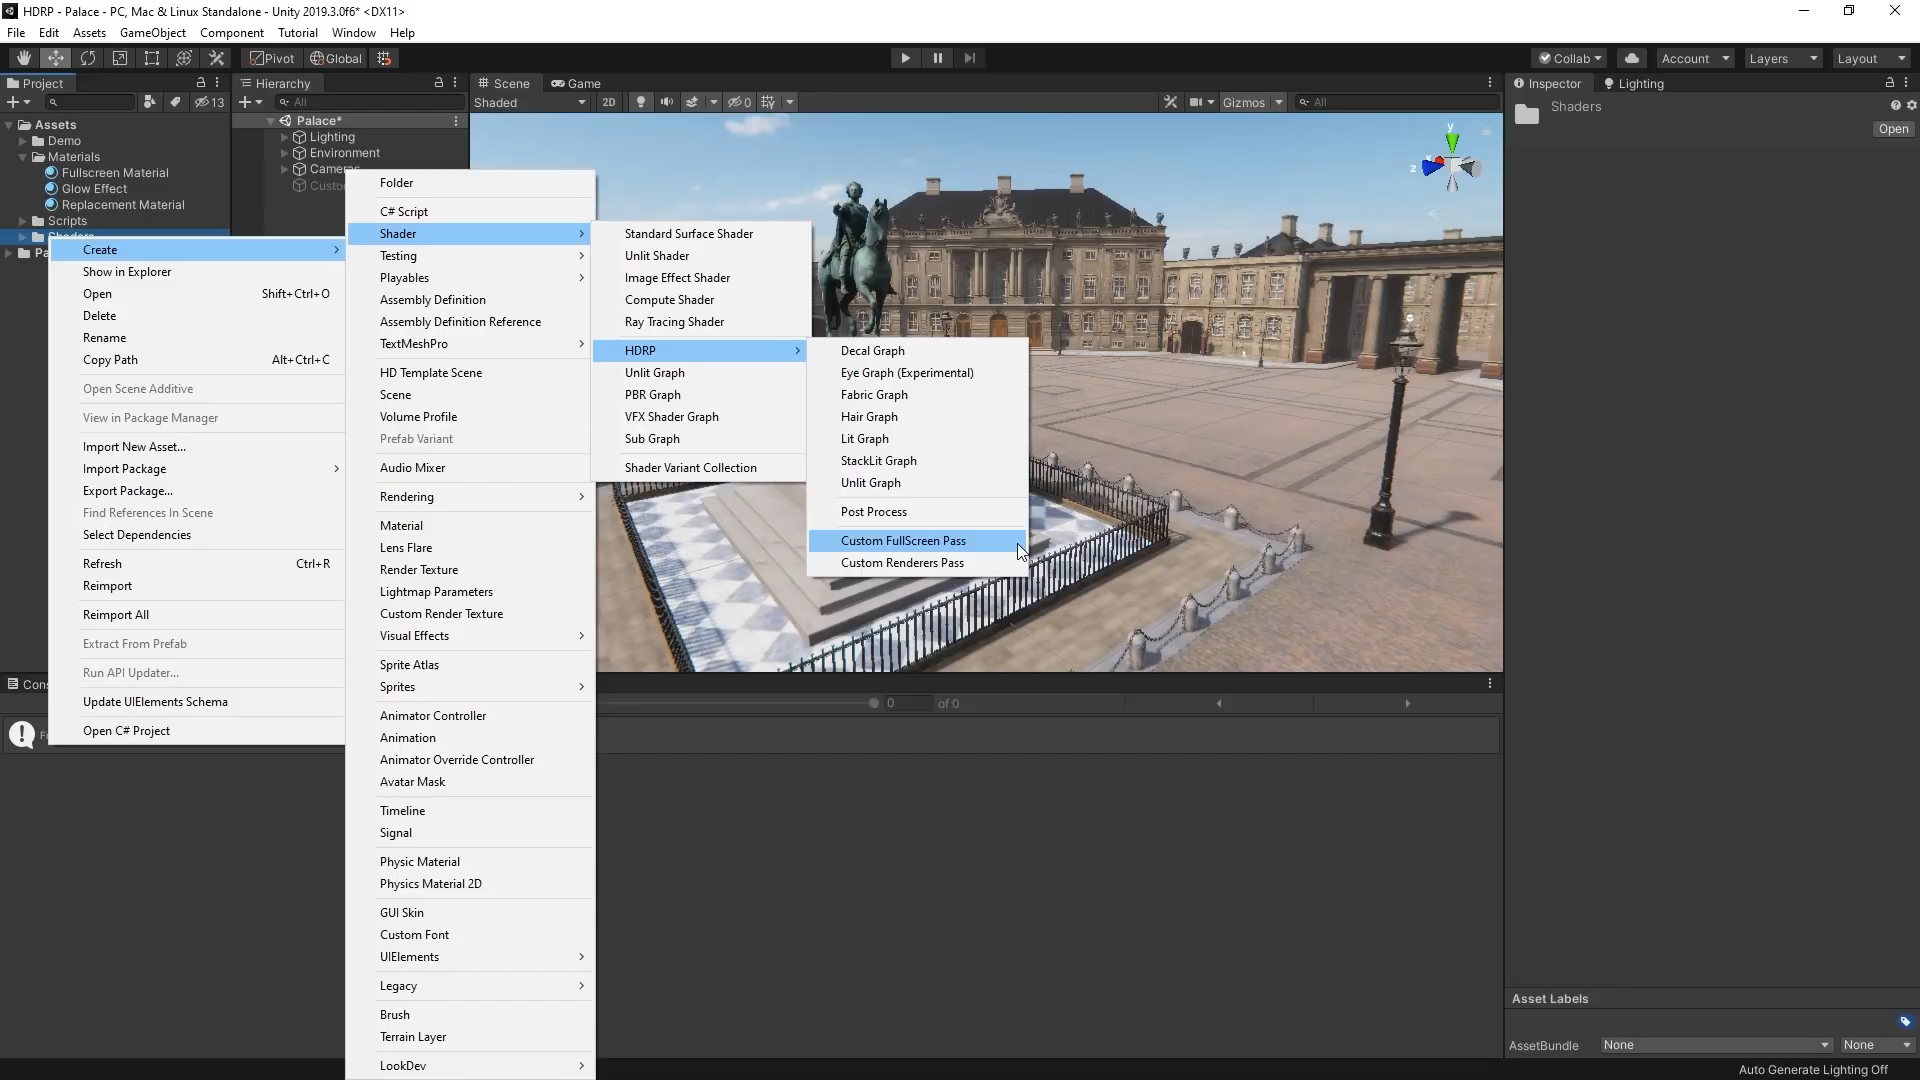 HDRP - Palace - PC, Mac & Linux Standalone - Unity 2019.3.0f6* <DX11>
File Edit Assets GameObject Component Tutorial Window Help
Pivot Global Collab Account Layers Layout
Project
13
Assets
Demo
Materials
Fullscreen Material
Glow Effect
Replacement Material
Scripts
Shaders
Pa
Hierarchy
All
Palace*
Lighting
Environment
Cameras
Custo
Scene Game
Shaded 2D 0 Gizmos All
y
z
Create
Show in Explorer
Open Shift+Ctrl+O
Delete
Rename
Copy Path Alt+Ctrl+C
Open Scene Additive
View in Package Manager
Import New Asset...
Import Package
Export Package...
Find References In Scene
Select Dependencies
Refresh Ctrl+R
Reimport
Reimport All
Extract From Prefab
Run API Updater...
Update UIElements Schema
Open C# Project
Folder
C# Script
Shader
Testing
Playables
Assembly Definition
Assembly Definition Reference
TextMeshPro
HD Template Scene
Scene
Volume Profile
Prefab Variant
Audio Mixer
Rendering
Material
Lens Flare
Render Texture
Lightmap Parameters
Custom Render Texture
Visual Effects
Sprite Atlas
Sprites
Animator Controller
Animation
Animator Override Controller
Avatar Mask
Timeline
Signal
Physic Material
Physics Material 2D
GUI Skin
Custom Font
UIElements
Legacy
Brush
Terrain Layer
LookDev
Standard Surface Shader
Unlit Shader
Image Effect Shader
Compute Shader
Ray Tracing Shader
HDRP
Unlit Graph
PBR Graph
VFX Shader Graph
Sub Graph
Shader Variant Collection
Decal Graph
Eye Graph (Experimental)
Fabric Graph
Hair Graph
Lit Graph
StackLit Graph
Unlit Graph
Post Process
Custom FullScreen Pass
Custom Renderers Pass
Cons
0 of 0
Inspector Lighting
Shaders
Open
Asset Labels
AssetBundle None None
Auto Generate Lighting Off